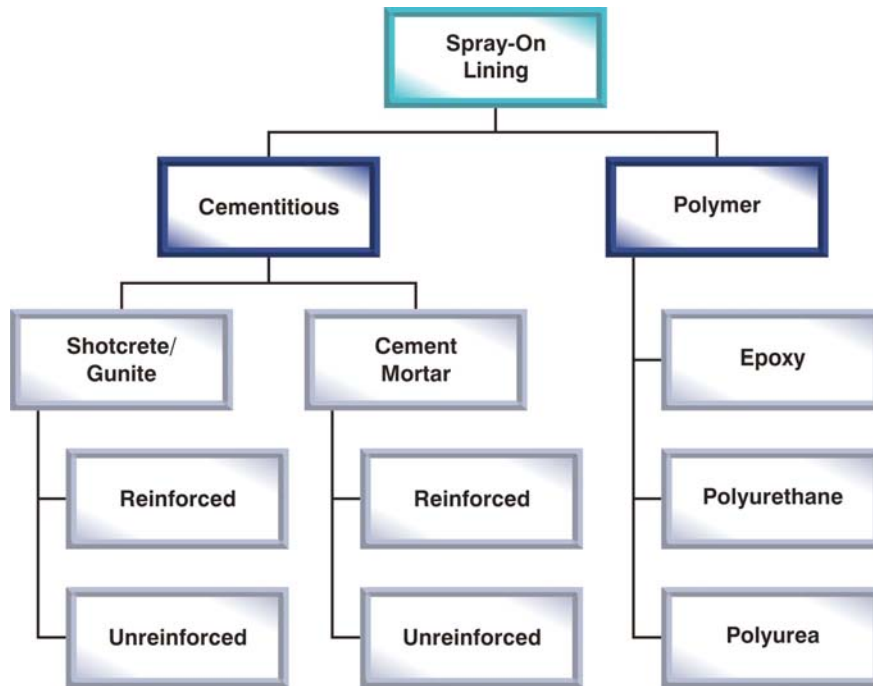 Spray-On
Lining
Cementitious
Polymer
Shotcrete/
Gunite
Cement
Mortar
Epoxy
Reinforced
Reinforced
Polyurethane
Unreinforced
Unreinforced
Polyurea